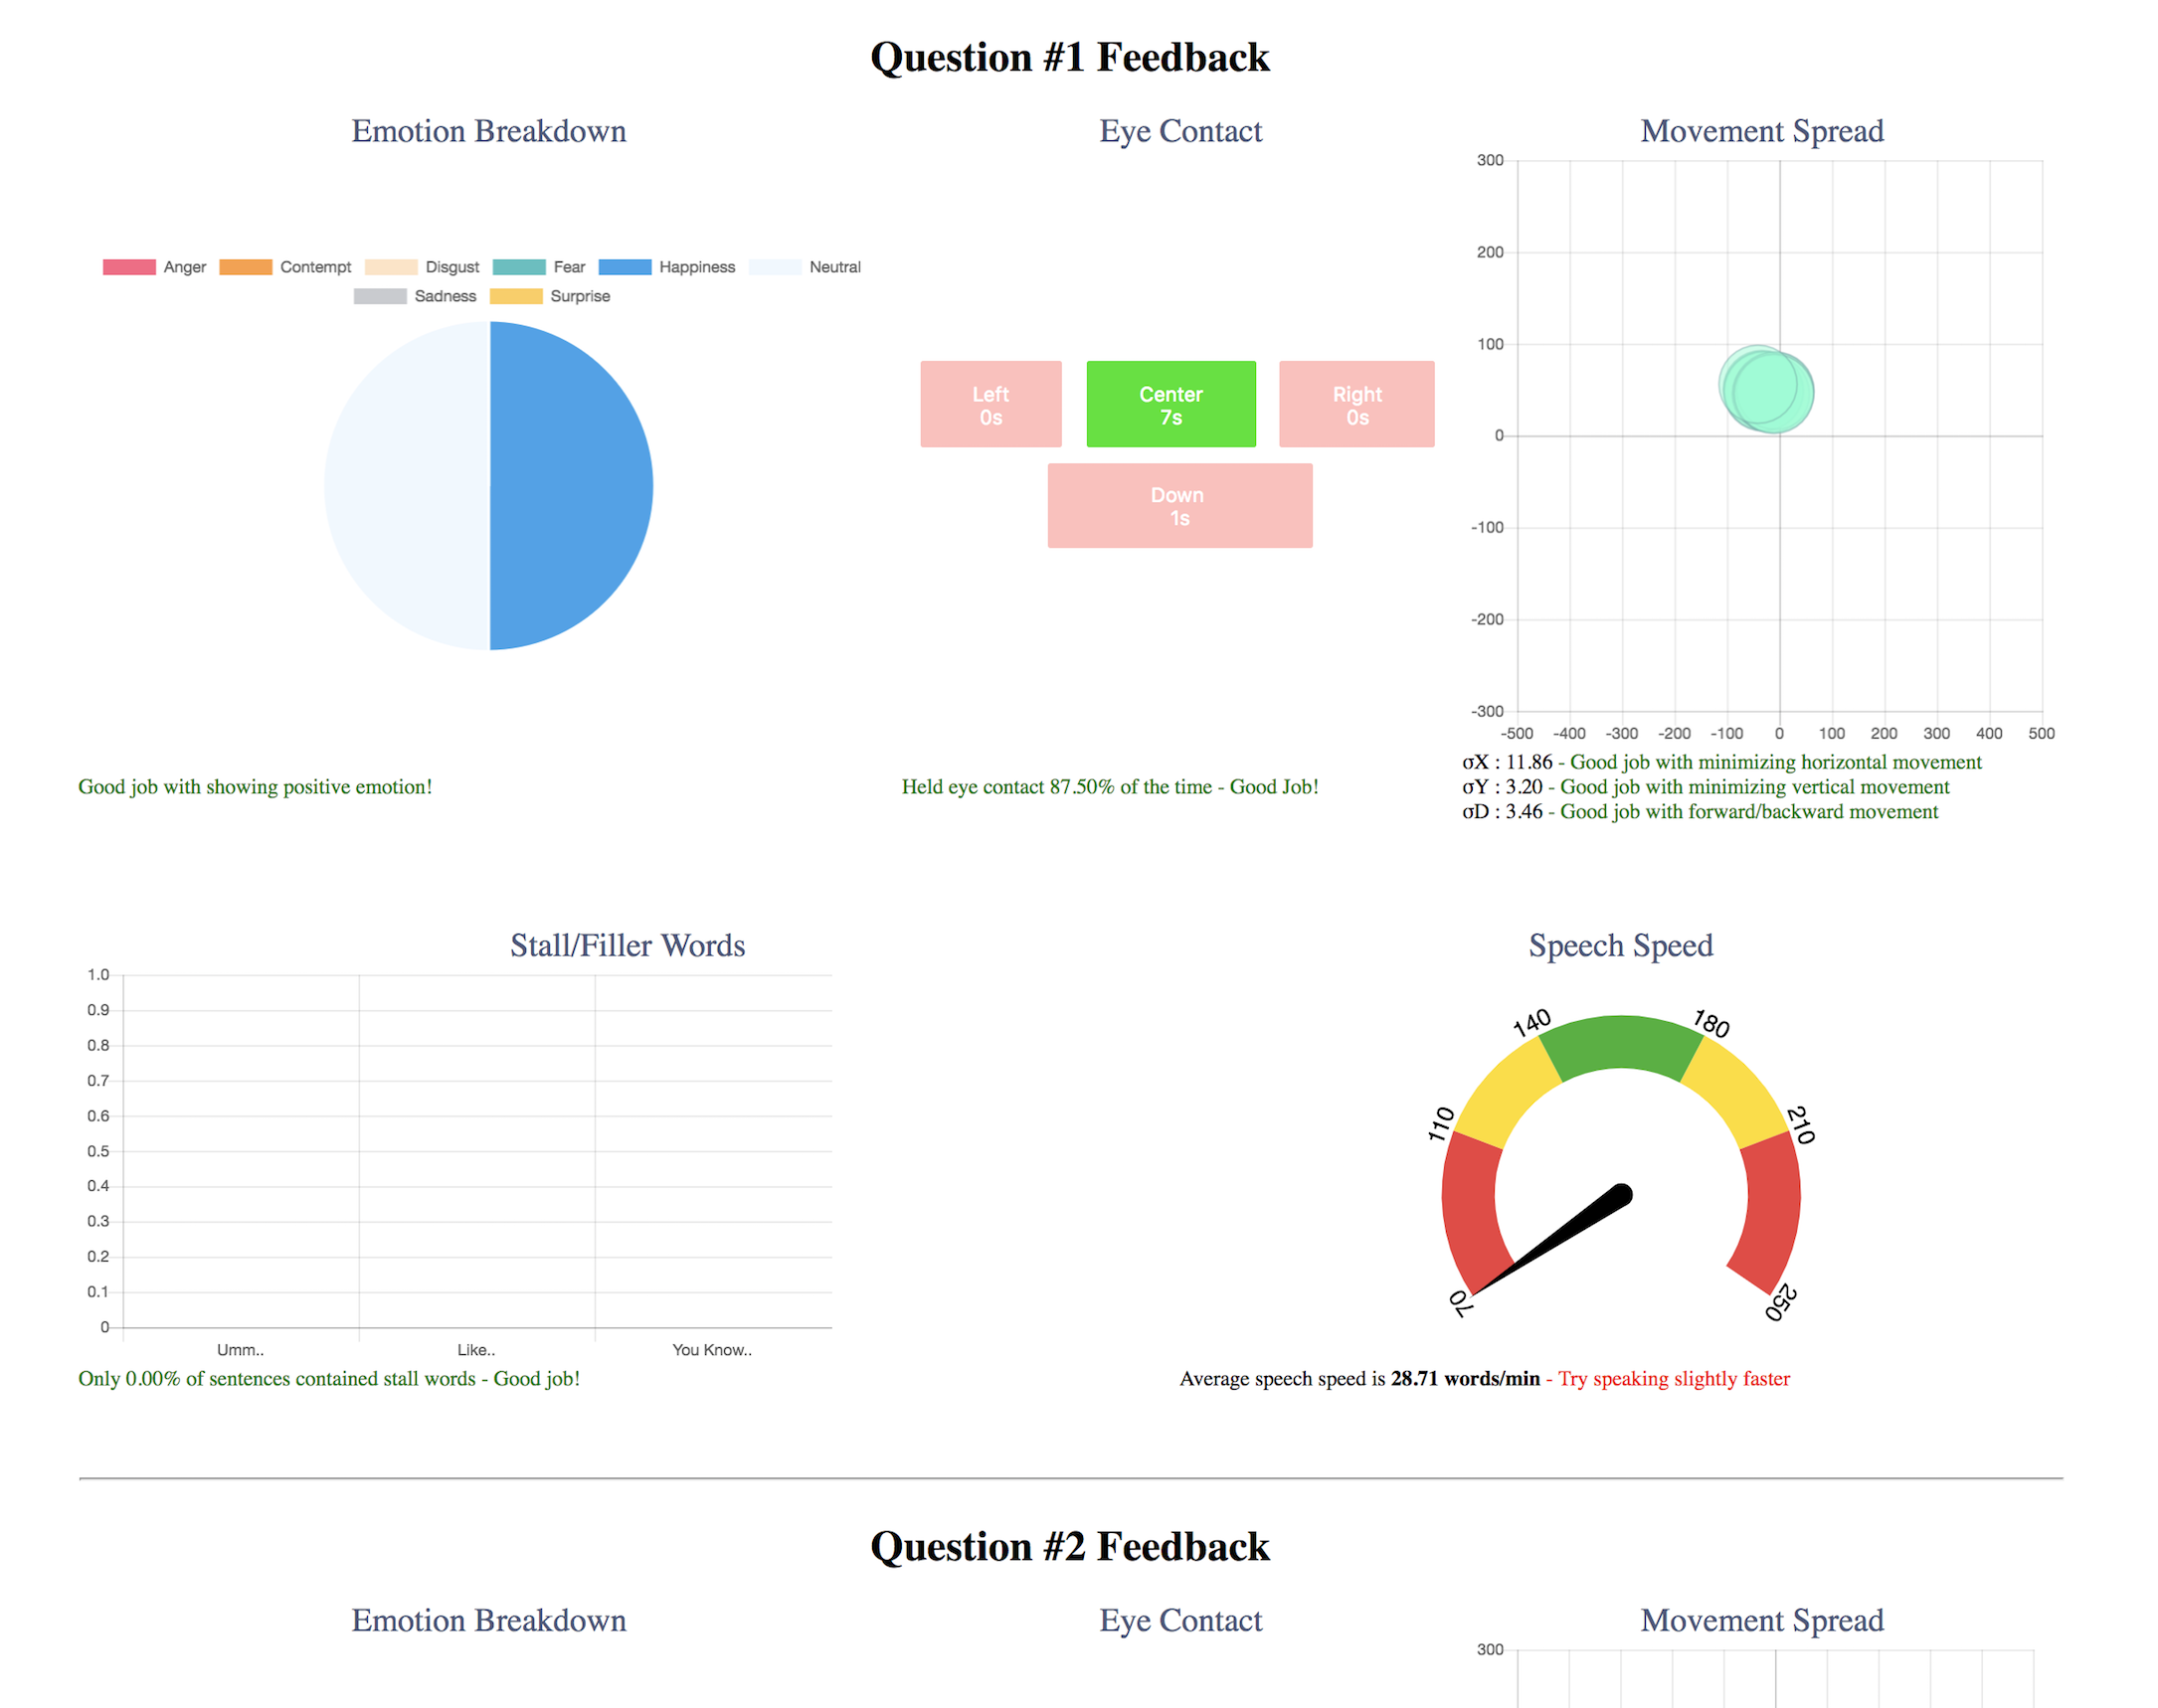 Question #1 Feedback
Emotion Breakdown
Anger Contempt Disgust Fear Happiness Neutral
Sadness Surprise
Good job with showing positive emotion!
Eye Contact
Left
0s
Center
7s
Right
0s
Down
1s
Held eye contact 87.50% of the time - Good Job!
Movement Spread
300
200
100
0
-100
-200
-300
-500 -400 -300 -200 -100 0 100 200 300 400 500
σX : 11.86 - Good job with minimizing horizontal movement
σY : 3.20 - Good job with minimizing vertical movement
σD : 3.46 - Good job with forward/backward movement
Stall/Filler Words
1.0
0.9
0.8
0.7
0.6
0.5
0.4
0.3
0.2
0.1
0
Umm.. Like.. You Know..
Only 0.00% of sentences contained stall words - Good job!
Speech Speed
70
110
140
180
210
250
Average speech speed is 28.71 words/min - Try speaking slightly faster
Question #2 Feedback
Emotion Breakdown
Eye Contact
Movement Spread
300